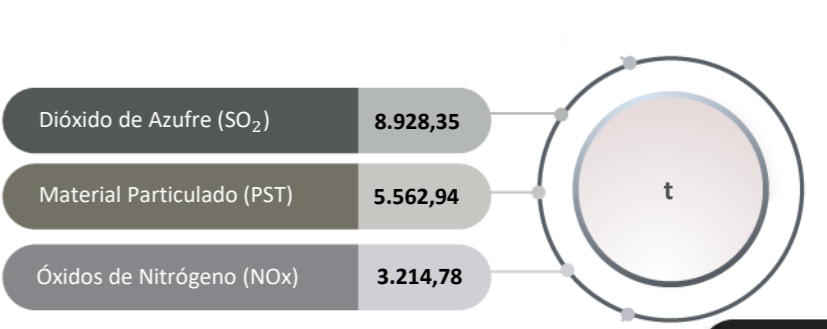 Dióxido de Azufre (SO₂)
8.928,35
Material Particulado (PST)
5.562,94
t
Óxidos de Nitrógeno (NOx)
3.214,78